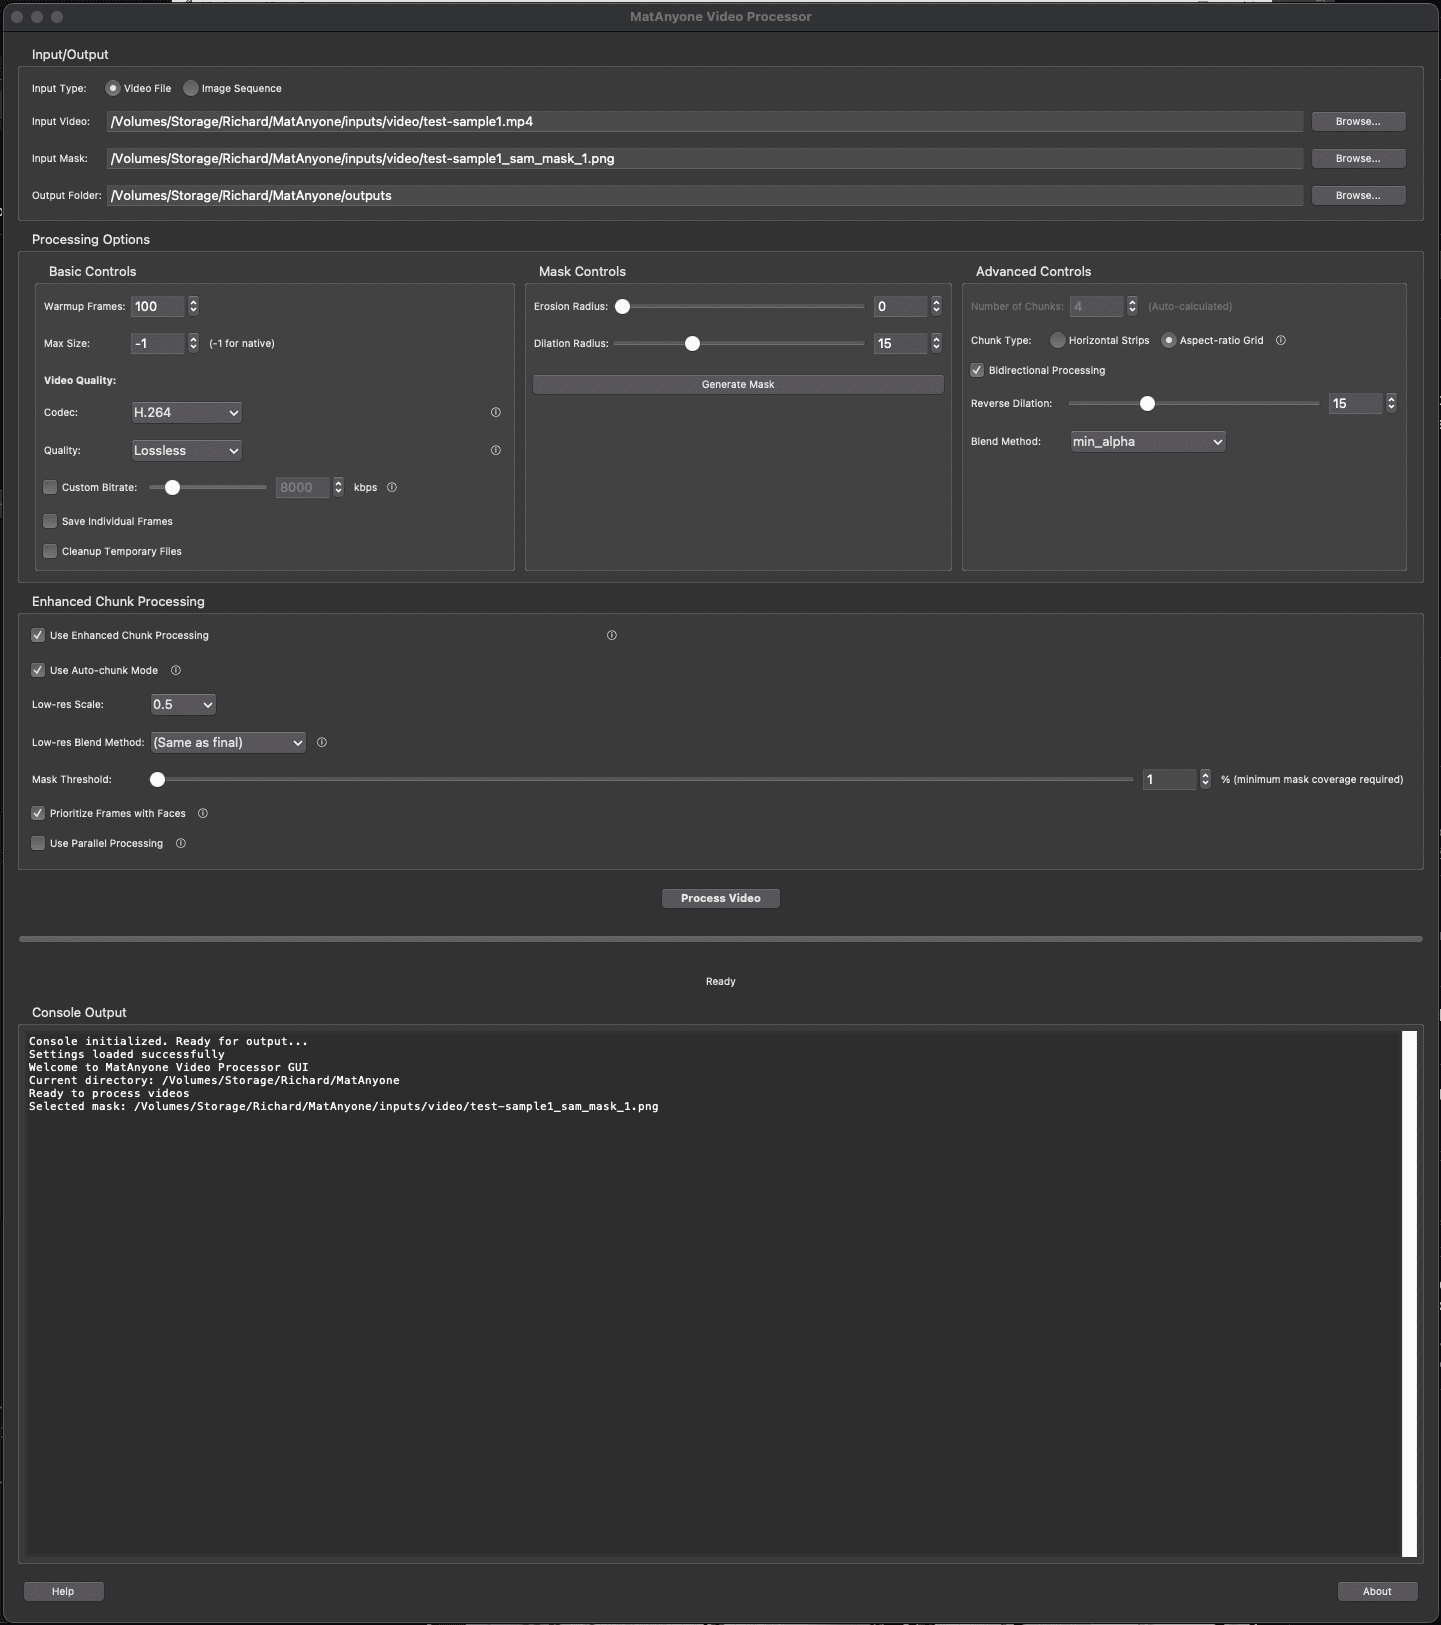 MatAnyone Video Processor
Input/Output
Input Type: Video File Image Sequence
Input Video: /Volumes/Storage/Richard/MatAnyone/inputs/video/test-sample1.mp4 Browse...
Input Mask: /Volumes/Storage/Richard/MatAnyone/inputs/video/test-sample1_sam_mask_1.png Browse...
Output Folder: /Volumes/Storage/Richard/MatAnyone/outputs Browse...
Processing Options
Basic Controls
Warmup Frames: 100
Max Size: -1 (-1 for native)
Video Quality:
Codec: H.264
Quality: Lossless
Custom Bitrate: 8000 kbps
Save Individual Frames
Cleanup Temporary Files
Mask Controls
Erosion Radius: 0
Dilation Radius: 15
Generate Mask
Advanced Controls
Number of Chunks: 4 (Auto-calculated)
Chunk Type: Horizontal Strips Aspect-ratio Grid
Bidirectional Processing
Reverse Dilation: 15
Blend Method: min_alpha
Enhanced Chunk Processing
Use Enhanced Chunk Processing
Use Auto-chunk Mode
Low-res Scale: 0.5
Low-res Blend Method: (Same as final)
Mask Threshold: 1 % (minimum mask coverage required)
Prioritize Frames with Faces
Use Parallel Processing
Process Video
Ready
Console Output
Console initialized. Ready for output...
Settings loaded successfully
Welcome to MatAnyone Video Processor GUI
Current directory: /Volumes/Storage/Richard/MatAnyone
Ready to process videos
Selected mask: /Volumes/Storage/Richard/MatAnyone/inputs/video/test-sample1_sam_mask_1.png
Help About